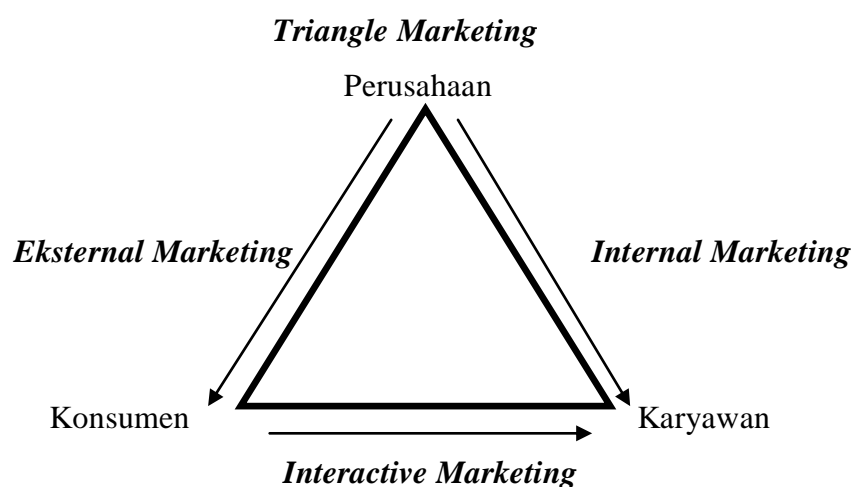 Triangle Marketing
Perusahaan
Eksternal Marketing
Internal Marketing
Konsumen
Karyawan
Interactive Marketing